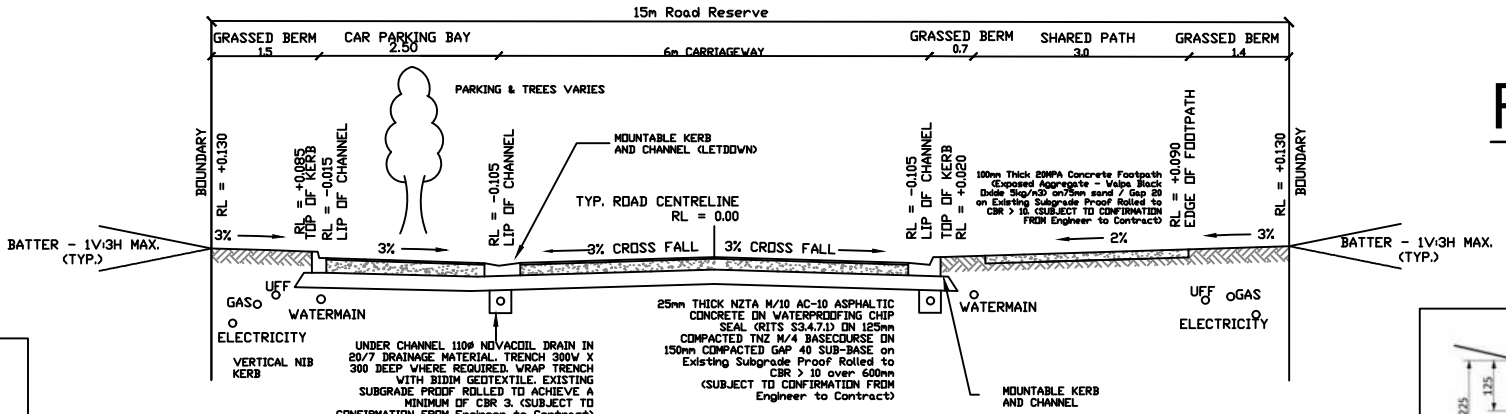 15m Road Reserve
GRASSED BERM
1.5
CAR PARKING BAY
2.50
6m CARRIAGEWAY
GRASSED BERM
0.7
SHARED PATH
3.0
GRASSED BERM
1.4
PARKING & TREES VARIES
BOUNDARY
RL = +0.130
RL = +0.085
TOP OF KERB
RL = -0.015
LIP OF CHANNEL
RL = -0.105
LIP OF CHANNEL
MOUNTABLE KERB
AND CHANNEL (LETDOWN)
TYP. ROAD CENTRELINE
RL = 0.00
RL = -0.105
LIP OF CHANNEL
TOP OF KERB
RL = +0.020
100mm Thick 20MPA Concrete Footpath
(Exposed Aggregate - Waipa Black
Oxide 5kg/m3) on75mm sand / Gap 20
on Existing Subgrade Proof Rolled to
CBR > 10. (SUBJECT TO CONFIRMATION
FROM Engineer to Contract)
RL = +0.090
EDGE OF FOOTPATH
RL = +0.130
BOUNDARY
BATTER - 1V:3H MAX.
(TYP.)
3%
3%
3% CROSS FALL
3% CROSS FALL
2%
3%
BATTER - 1V:3H MAX.
(TYP.)
UFF
GAS
WATERMAIN
ELECTRICITY
VERTICAL NIB
KERB
UNDER CHANNEL 110ø NOVACOIL DRAIN IN
20/7 DRAINAGE MATERIAL. TRENCH 300W X
300 DEEP WHERE REQUIRED. WRAP TRENCH
WITH BIDIM GEOTEXTILE. EXISTING
SUBGRADE PROOF ROLLED TO ACHIEVE A
MINIMUM OF CBR 3. (SUBJECT TO
CONFIRMATION FROM Engineer to Contract)
25mm THICK NZTA M/10 AC-10 ASPHALTIC
CONCRETE ON WATERPROOFING CHIP
SEAL (RITS S3.4.7.1) ON 125mm
COMPACTED TNZ M/4 BASECOURSE ON
150mm COMPACTED GAP 40 SUB-BASE on
Existing Subgrade Proof Rolled to
CBR > 10 over 600mm
(SUBJECT TO CONFIRMATION FROM
Engineer to Contract)
WATERMAIN
MOUNTABLE KERB
AND CHANNEL
UFF
GAS
ELECTRICITY
225
125